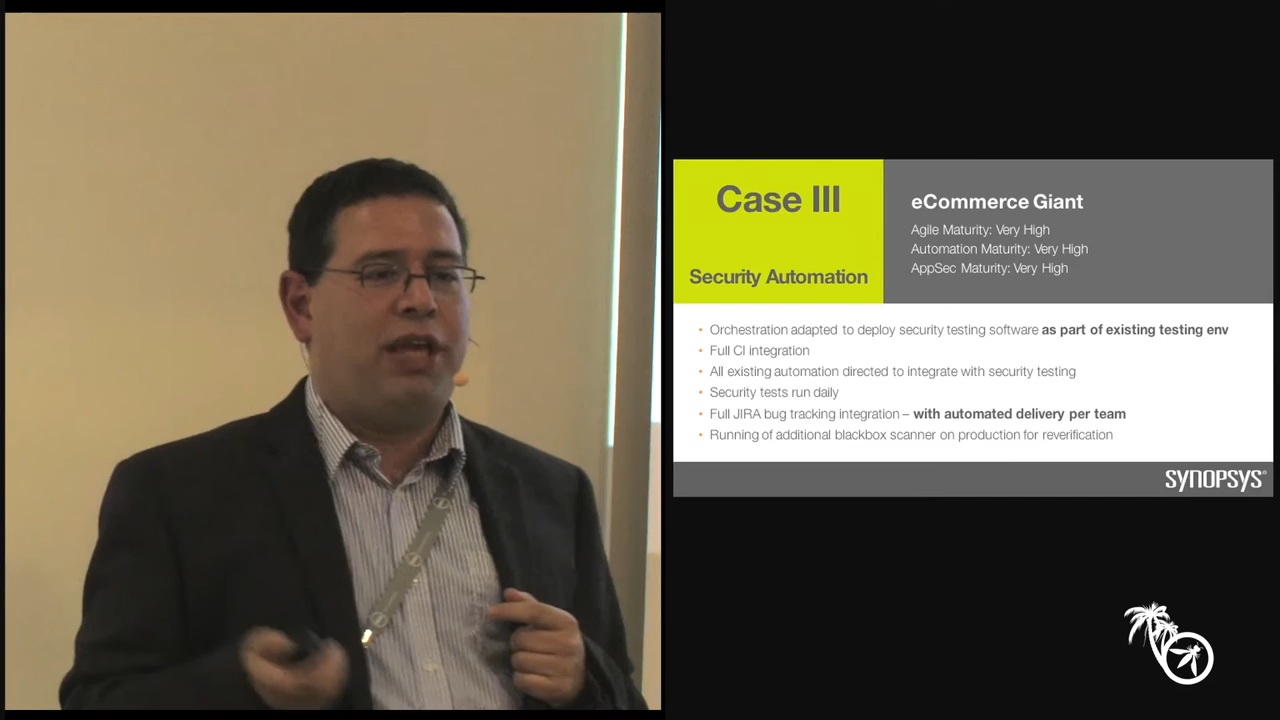 Case III
Security Automation
eCommerce Giant
Agile Maturity: Very High
Automation Maturity: Very High
AppSec Maturity: Very High
• Orchestration adapted to deploy security testing software as part of existing testing env
• Full CI integration
• All existing automation directed to integrate with security testing
• Security tests run daily
• Full JIRA bug tracking integration – with automated delivery per team
• Running of additional blackbox scanner on production for reverification
SYNOPSYS®